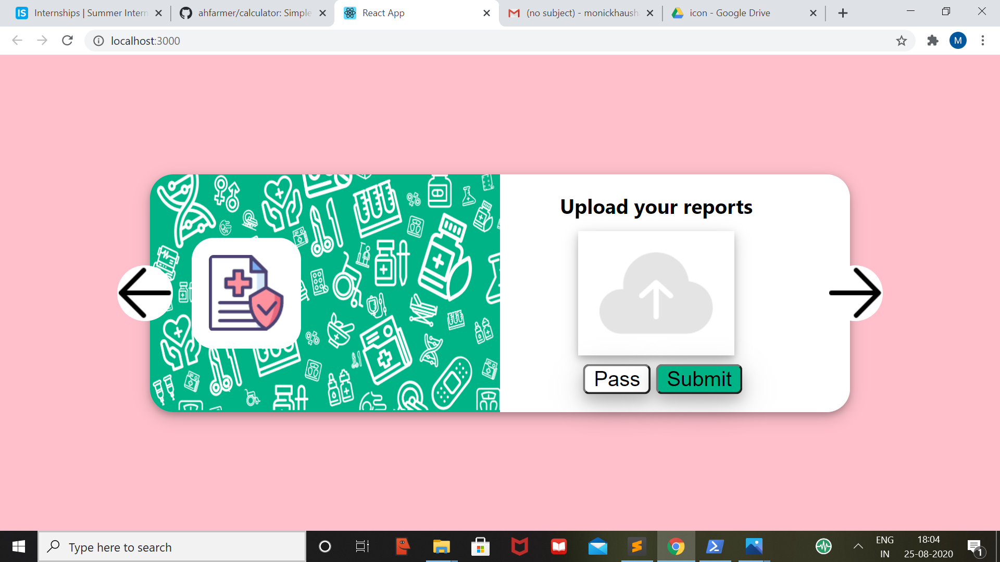 IS Internships | Summer Intern
ahfarmer/calculator: Simple
React App
(no subject) - monickhaush
icon - Google Drive
localhost:3000
M
Upload your reports
Pass
Submit
Type here to search
ENG
IN
18:04
25-08-2020
1